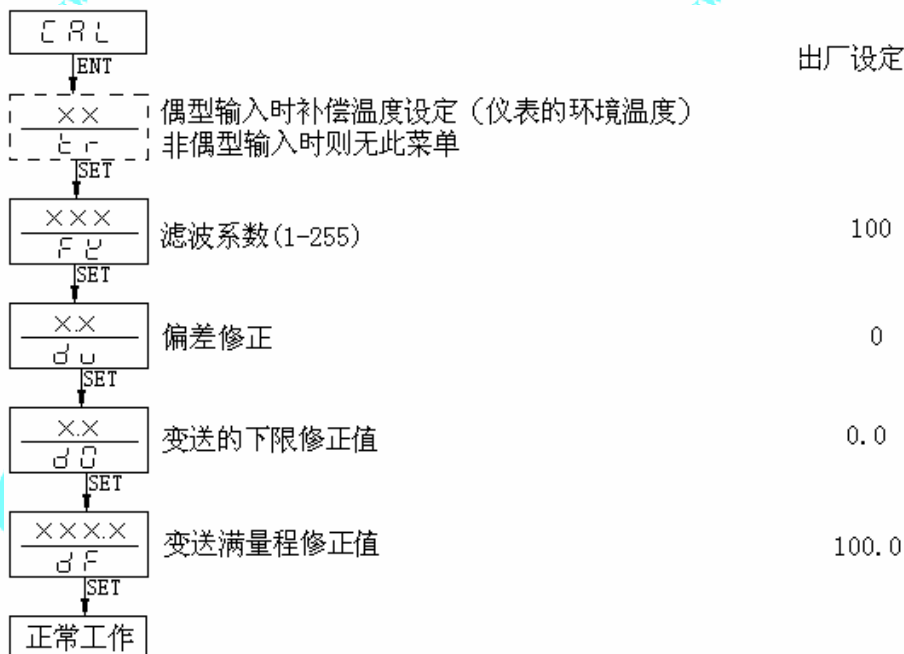 CAL
ENT
出厂设定
××
偶型输入时补偿温度设定（仪表的环境温度）
tr
非偶型输入时则无此菜单
SET
×××
滤波系数(1-255)
100
SET
×.×
偏差修正
0
du
SET
×.×
变送的下限修正值
0.0
d0
SET
×××.×
变送满量程修正值
100.0
dF
SET
正常工作